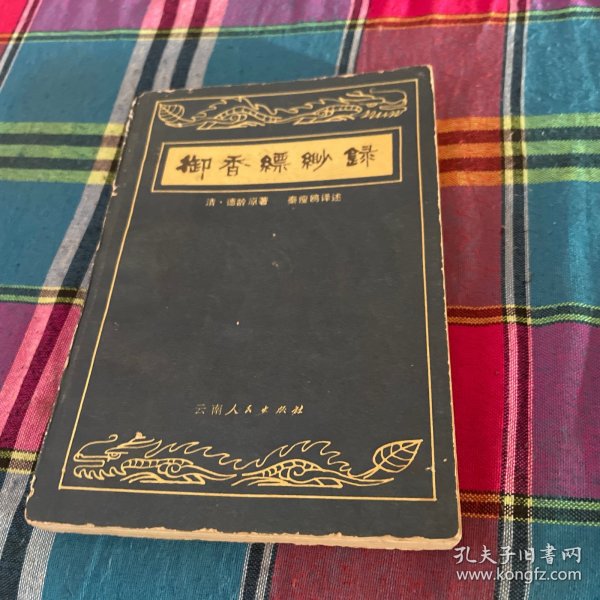 御香縹緲録
清·德龄原著 秦瘦鸥译述
云南人民出版社
孔夫子旧书网
www.kongfz.com